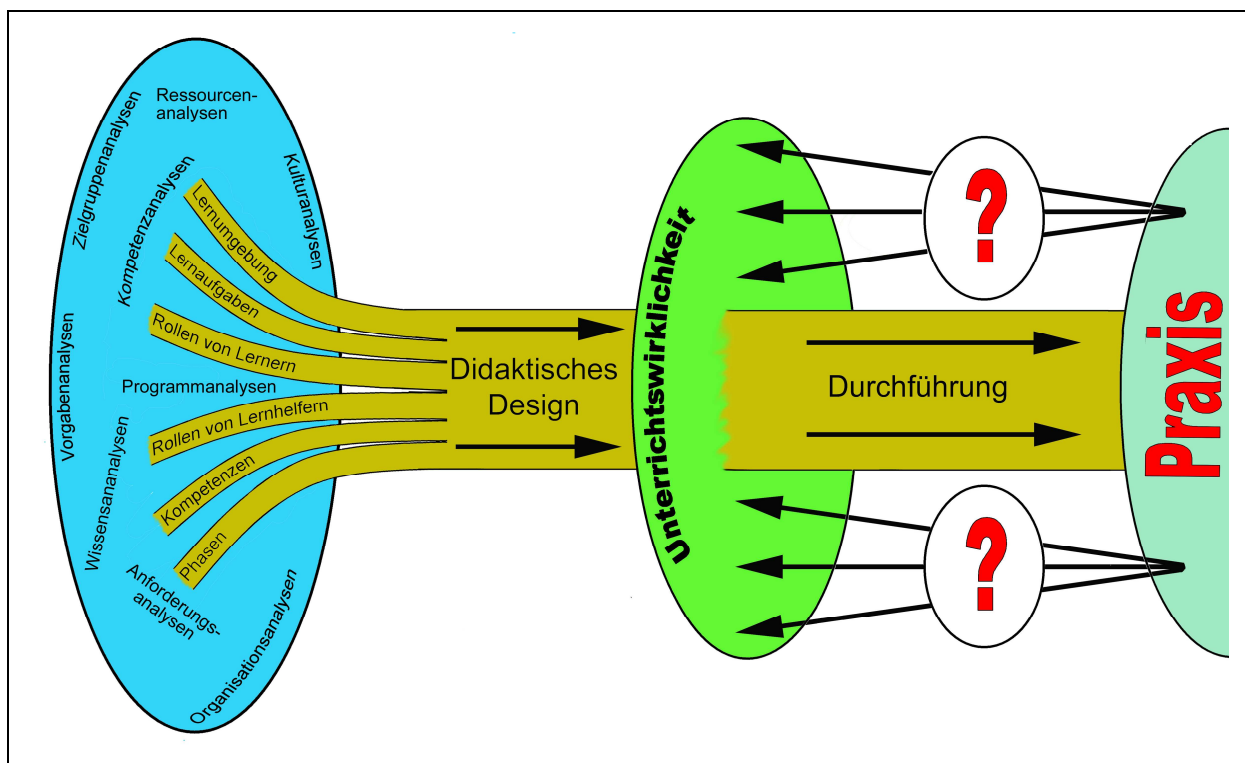 Ressourcen-
analysen
Zielgruppenanalysen
Kulturanalysen
Kompetenzanalysen
Lernumgebung
Lernaufgaben
Rollen von Lernern
Vorgabenanalysen
Programmanalysen
Rollen von Lernhelfern
Wissensananalysen
Kompetenzen
Phasen
Anforderungs-
analysen
Organisationsanalysen
Didaktisches
Design
Unterrichtswirklichkeit
Durchführung
?
?
Praxis